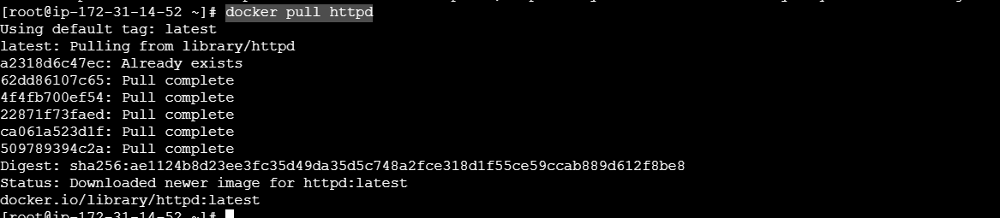 [root@ip-172-31-14-52 ~]# docker pull httpd
Using default tag: latest
latest: Pulling from library/httpd
a2318d6c47ec: Already exists
62dd86107c65: Pull complete
4f4fb700ef54: Pull complete
22871f73faed: Pull complete
ca061a523d1f: Pull complete
509789394c2a: Pull complete
Digest: sha256:ae1124b8d23ee3fc35d49da35d5c748a2fce318d1f55ce59ccab889d612f8be8
Status: Downloaded newer image for httpd:latest
docker.io/library/httpd:latest
[root@ip-172-31-14-52 ~]#